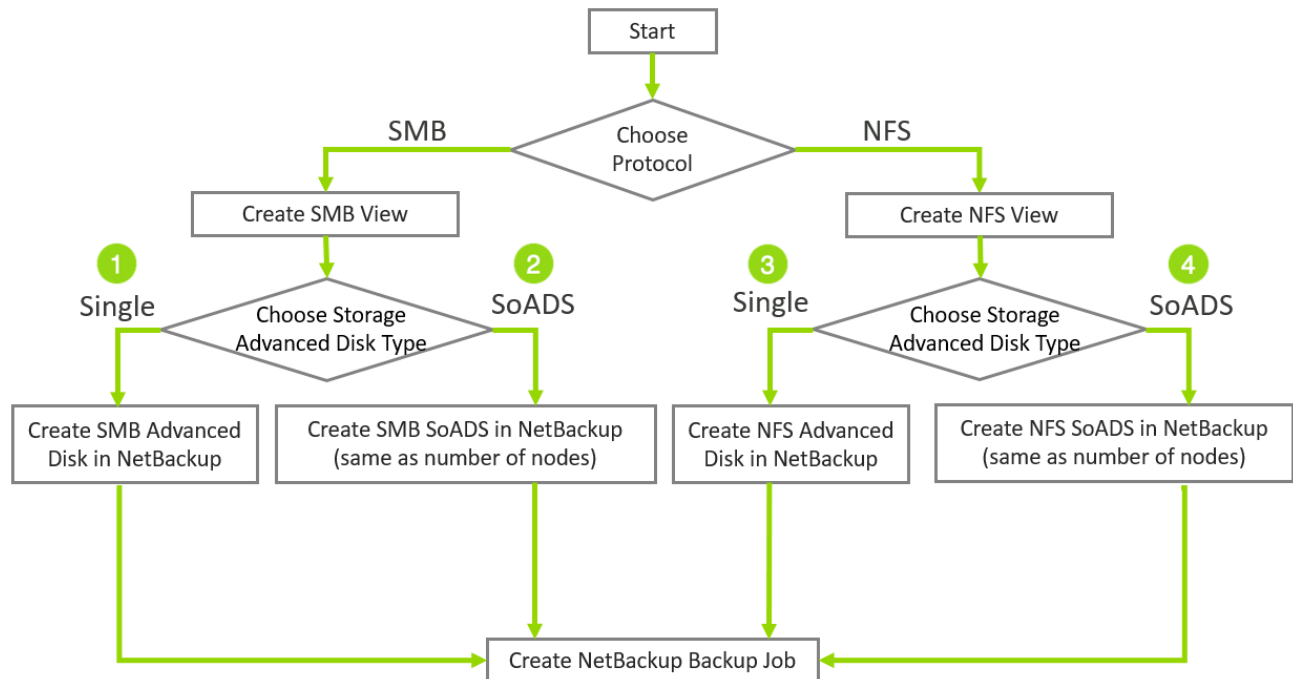 Start
Choose
Protocol
SMB
NFS
Create SMB View
Create NFS View
1
Single
2
SoADS
3
Single
4
SoADS
Choose Storage
Advanced Disk Type
Choose Storage
Advanced Disk Type
Create SMB Advanced
Disk in NetBackup
Create SMB SoADS in NetBackup
(same as number of nodes)
Create NFS Advanced
Disk in NetBackup
Create NFS SoADS in NetBackup
(same as number of nodes)
Create NetBackup Backup Job